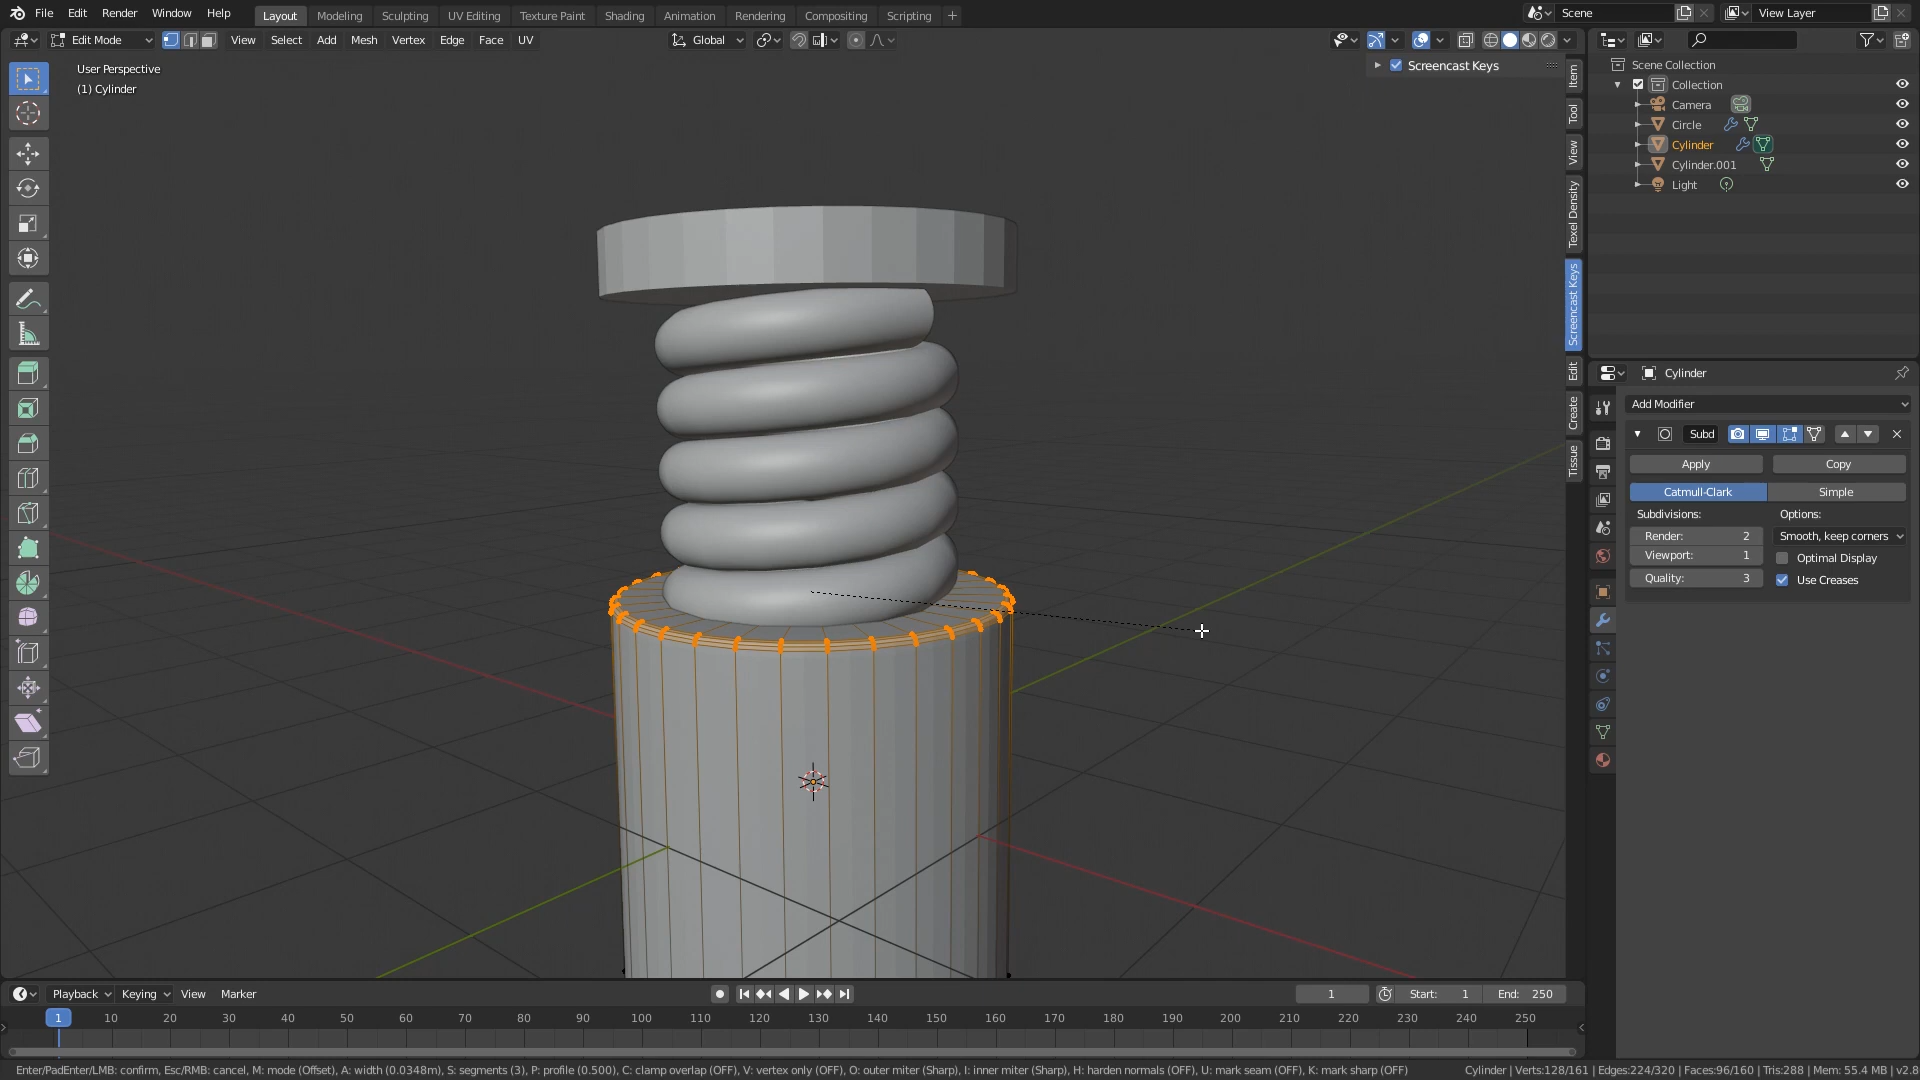 File Edit Render Window Help
Layout Modeling Sculpting UV Editing Texture Paint Shading Animation Rendering Compositing Scripting
Scene
View Layer
Edit Mode
View Select Add Mesh Vertex Edge Face UV
Global
User Perspective
(1) Cylinder
Screencast Keys
Item
Tool
View
Texel Density
Screencast Keys
Edit
Create
Tissue
Scene Collection
Collection
Camera
Circle
Cylinder
Cylinder.001
Light
Cylinder
Add Modifier
Subd
Apply Copy
Catmull-Clark Simple
Subdivisions: Options:
Render: 2 Smooth, keep corners
Viewport: 1 Optimal Display
Quality: 3 Use Creases
Playback Keying View Marker
1 Start: 1 End: 250
1 10 20 30 40 50 60 70 80 90 100 110 120 130 140 150 160 170 180 190 200 210 220 230 240 250
Enter/PadEnter/LMB: confirm, Esc/RMB: cancel, M: mode (Offset), A: width (0.0348m), S: segments (3), P: profile (0.500), C: clamp overlap (OFF), V: vertex only (OFF), O: outer miter (Sharp), I: inner miter (Sharp), H: harden normals (OFF), U: mark seam (OFF), K: mark sharp (OFF)
Cylinder | Verts:128/161 | Edges:224/320 | Faces:96/160 | Tris:288 | Mem: 55.4 MB | v2.8